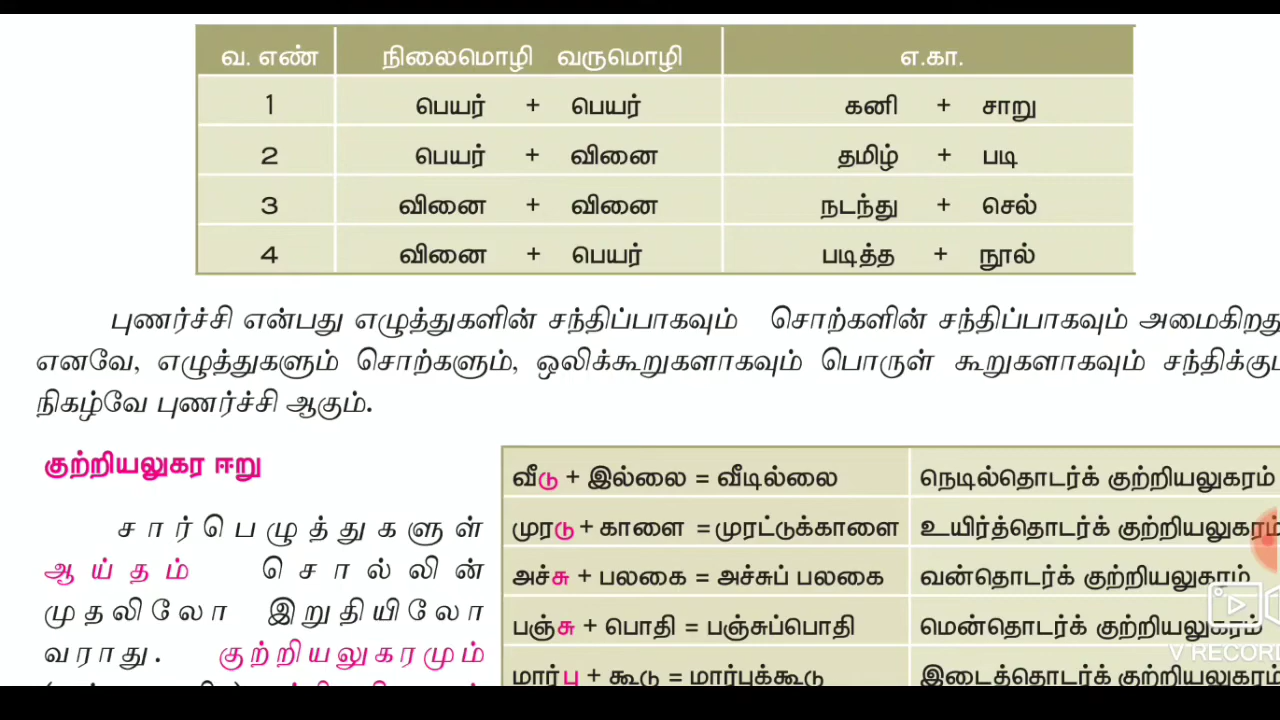 வ. எண் நிலைமொழி வருமொழி எ.கா.
1 பெயர் + பெயர் கனி + சாறு
2 பெயர் + வினை தமிழ் + படி
3 வினை + வினை நடந்து + செல்
4 வினை + பெயர் படித்த + நூல்
புணர்ச்சி என்பது எழுத்துகளின் சந்திப்பாகவும் சொற்களின் சந்திப்பாகவும் அமைகிறது
எனவே, எழுத்துகளும் சொற்களும், ஒலிக்கூறுகளாகவும் பொருள் கூறுகளாகவும்
நிகழ்வே புணர்ச்சி ஆகும்.
குற்றியலுகர ஈறு
சார்பெழுத்துகளுள்
ஆய்தம் சொல்லின்
முதலிலோ இறுதியிலோ
வராது. குற்றியலுகரமும்
வீடு + இல்லை = வீடில்லை நெடில்தொடர்க் குற்றியலுகரம்
முரடு + காளை = முரட்டுக்காளை உயிர்த்தொடர்க் குற்றியலுகரம்
அச்சு + பலகை = அச்சுப் பலகை வன்தொடர்க் குற்றியலுகரம்
பஞ்சு + பொதி = பஞ்சுப்பொதி மென்தொடர்க் குற்றியலுகரம்
மார்பு + கூடு = மார்புக்கூடு இடைத்தொடர்க் குற்றியலுகரம்
V RECORD